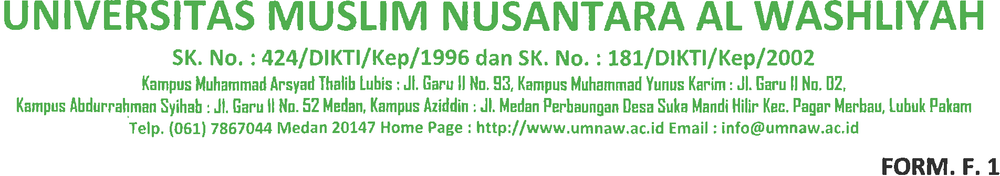 UNIVERSITAS MUSLIM NUSANTARA AL WASHLIYAH
SK. No. : 424/DIKTI/Kep/1996 dan SK. No. : 181/DIKTI/Kep/2002
Kampus Muhammad Arsyad Thalib Lubis : Jl. Garu II No. 93, Kampus Muhammad Yunus Karim : Jl. Garu II No. 02,
Kampus Abdurrahman Syihab : Jl. Garu II No. 52 Medan, Kampus Aziddin : Jl. Medan Perbaungan Desa Suka Mandi Hilir Kec. Pagar Merbau, Lubuk Pakam
Telp. (061) 7867044 Medan 20147 Home Page : http://www.umnaw.ac.id Email : info@umnaw.ac.id
FORM. F. 1